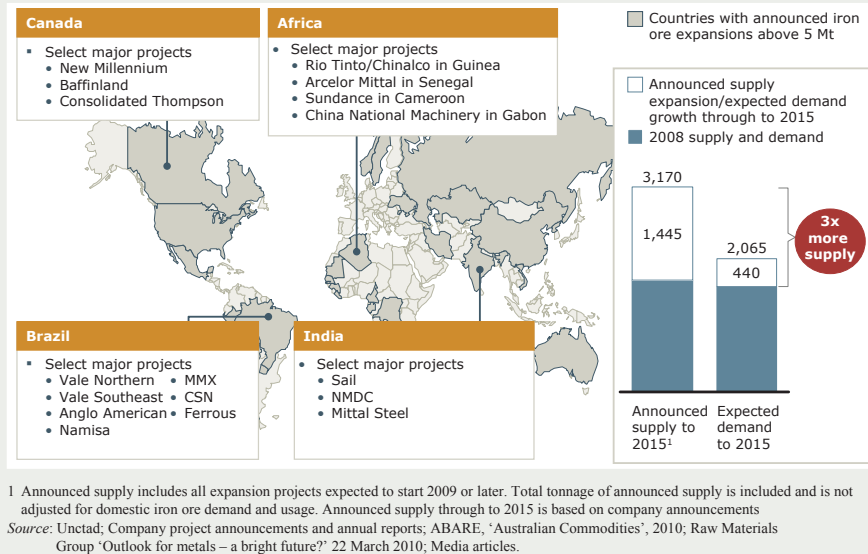 Canada
▪ Select major projects
• New Millennium
• Baffinland
• Consolidated Thompson
Africa
• Select major projects
• Rio Tinto/Chinalco in Guinea
• Arcelor Mittal in Senegal
• Sundance in Cameroon
• China National Machinery in Gabon
Countries with announced iron
ore expansions above 5 Mt
Brazil
▪ Select major projects
• Vale Northern • MMX
• Vale Southeast • CSN
• Anglo American • Ferrous
• Namisa
India
• Select major projects
• Sail
• NMDC
• Mittal Steel
Announced supply
expansion/expected demand
growth through to 2015
2008 supply and demand
3,170
1,445
2,065
440
3x
more
supply
Announced
supply to
2015¹
Expected
demand
to 2015
1 Announced supply includes all expansion projects expected to start 2009 or later. Total tonnage of announced supply is included and is not
adjusted for domestic iron ore demand and usage. Announced supply through to 2015 is based on company announcements
Source: Unctad; Company project announcements and annual reports; ABARE, ‘Australian Commodities’, 2010; Raw Materials
Group ‘Outlook for metals – a bright future?’ 22 March 2010; Media articles.